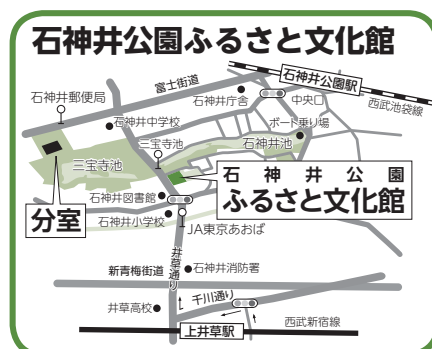 石神井公園ふるさと文化館
石神井公園駅
富士街道
石神井庁舎
中央口
西武池袋線
石神井郵便局
石神井中学校
ボート乗り場
三宝寺池
石神井池
三宝寺池
石神井公園
ふるさと文化館
分室
石神井図書館
石神井小学校
JA東京あおば
井草通り
新青梅街道
石神井消防署
千川通り
井草高校
上井草駅
西武新宿線